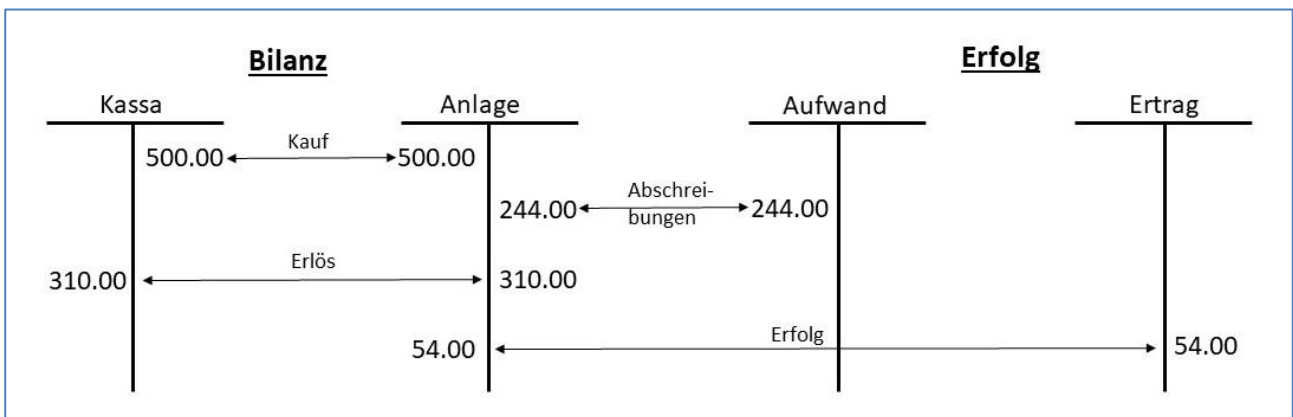 Bilanz Erfolg
Kassa Anlage Aufwand Ertrag
500.00 Kauf 500.00
244.00 Abschrei-
bungen 244.00
310.00 Erlös 310.00
54.00 Erfolg 54.00